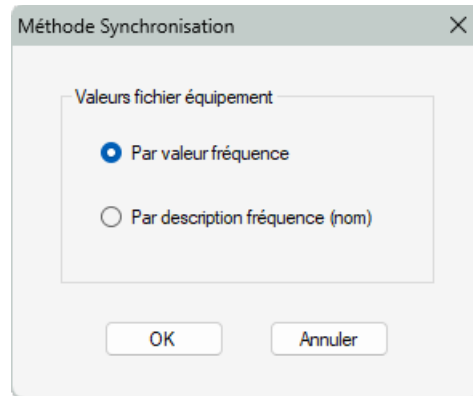 Méthode Synchronisation
Valeurs fichier équipement
Par valeur fréquence
Par description fréquence (nom)
OK
Annuler